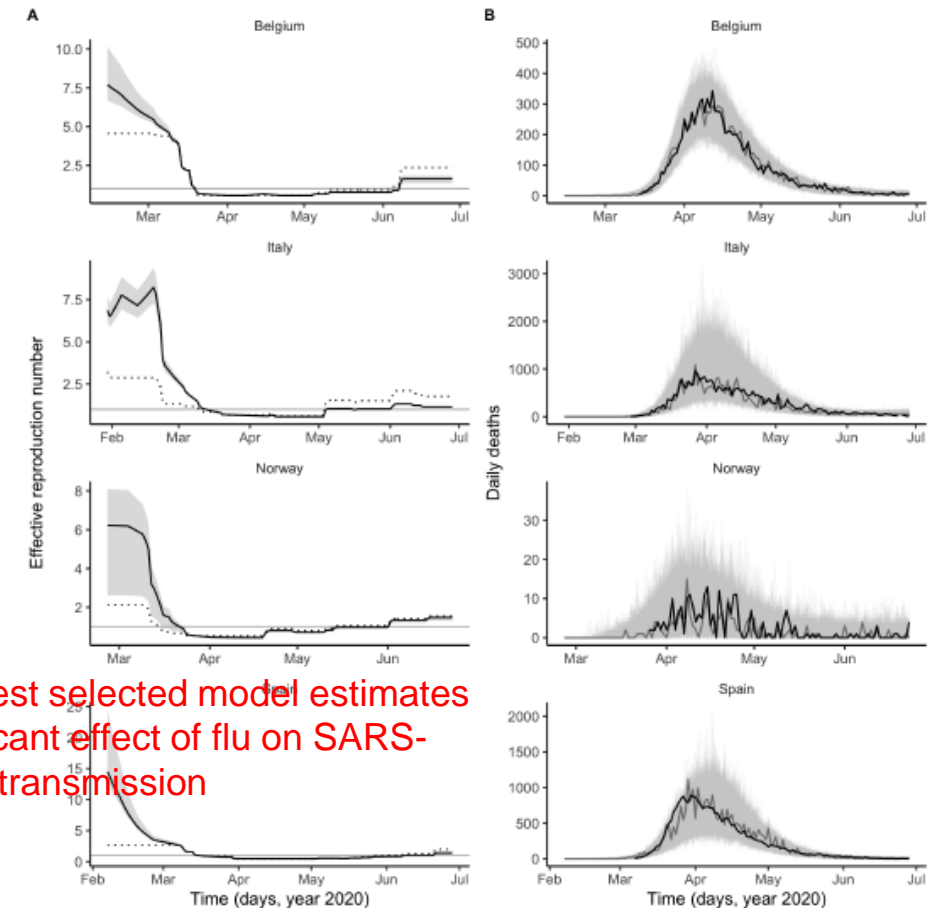 A
B
Belgium
Belgium
10.0
7.5
5.0
2.5
Mar Apr May Jun Jul
500
400
300
200
100
0
Mar Apr May Jun Jul
Italy
Italy
7.5
5.0
2.5
Feb Mar Apr May Jun Jul
3000
2000
1000
0
Feb Mar Apr May Jun Jul
Effective reproduction number
Daily deaths
Norway
Norway
8
6
4
2
Mar Apr May Jun
30
20
10
0
Mar Apr May Jun
est selected model estimates
cant effect of flu on SARS-
transmission
Spain
25
20
15
10
5
0
Feb Mar Apr May Jun Jul
Time (days, year 2020)
Spain
2000
1500
1000
500
0
Feb Mar Apr May Jun Jul
Time (days, year 2020)